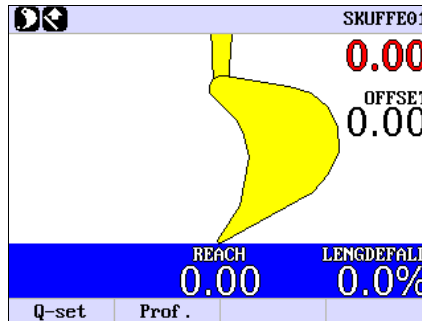 SKUFFE01
0.00
OFFSET
0.00
REACH LENGDEFALL
0.00 0.0%
Q-set Prof.